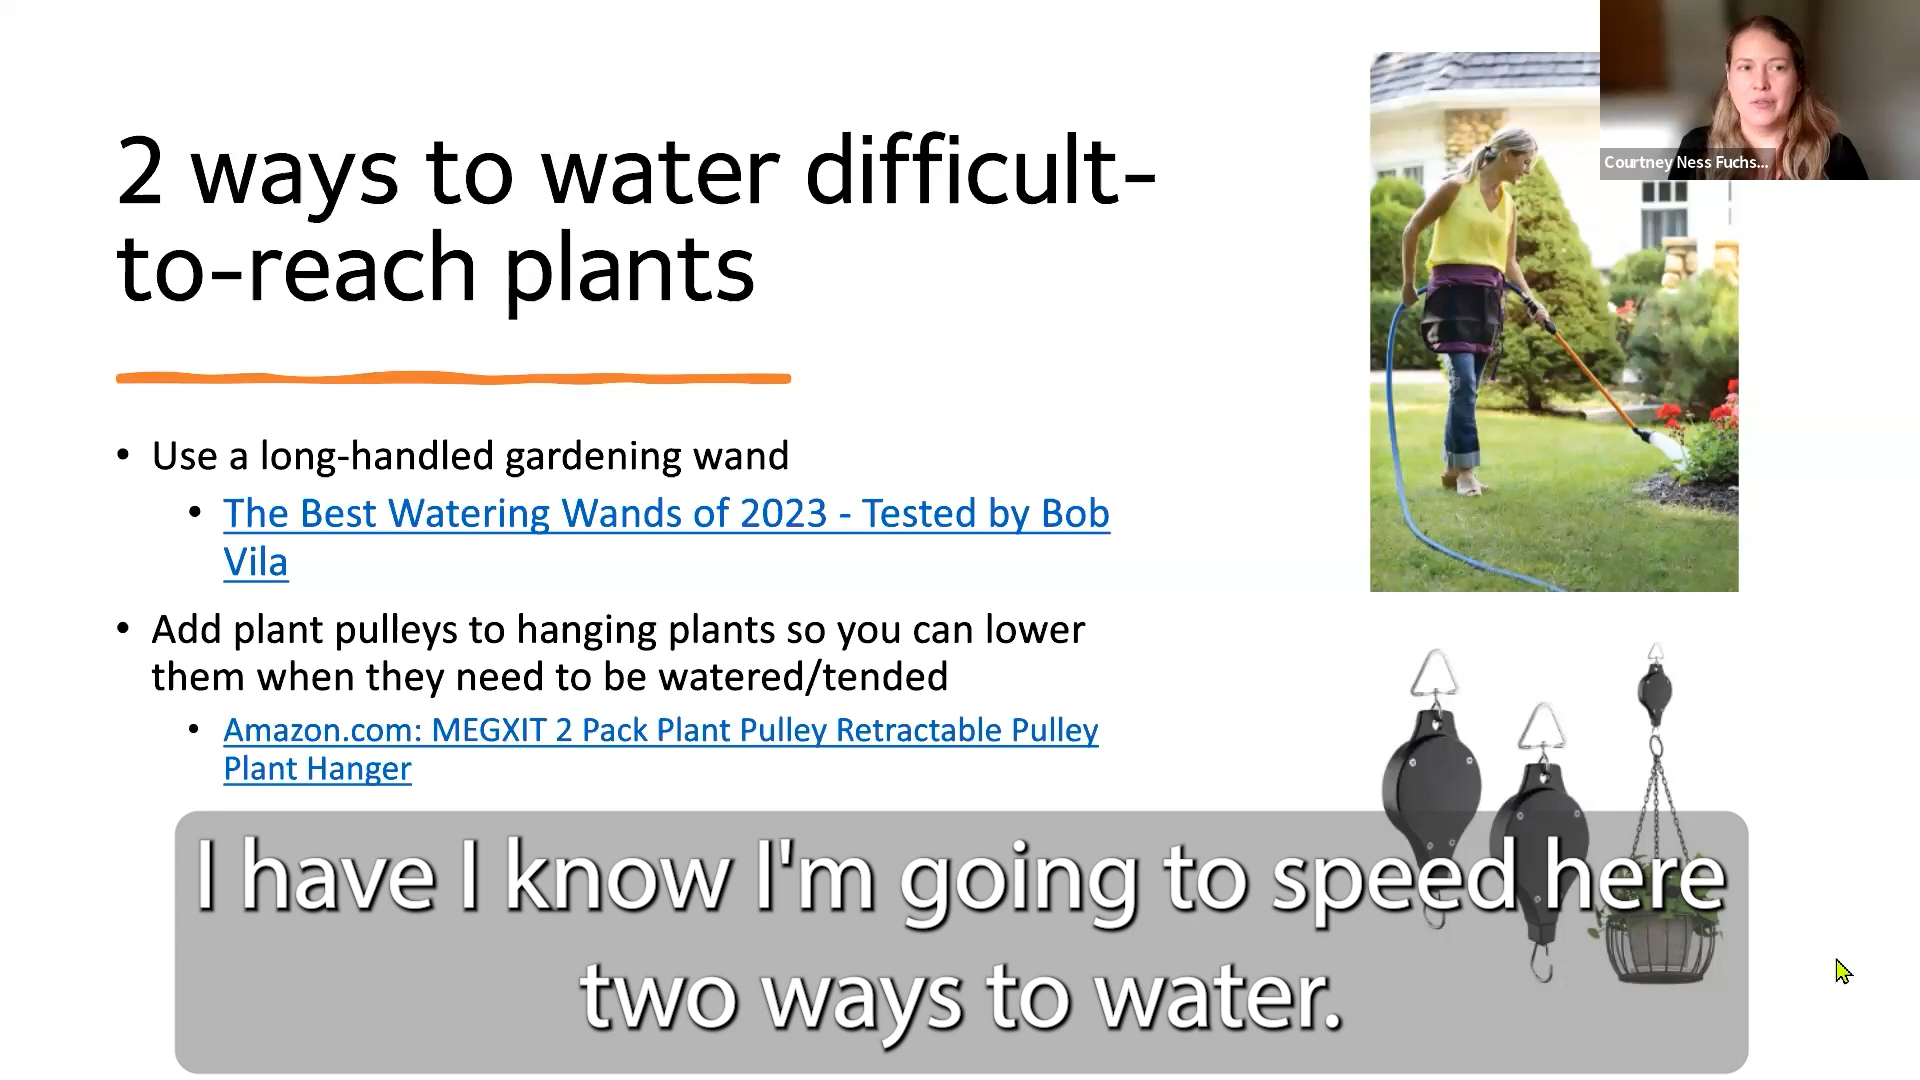 2 ways to water difficult-
to-reach plants
Courtney Ness Fuchs...
• Use a long-handled gardening wand
• The Best Watering Wands of 2023 - Tested by Bob
Vila
• Add plant pulleys to hanging plants so you can lower
them when they need to be watered/tended
• Amazon.com: MEGXIT 2 Pack Plant Pulley Retractable Pulley
Plant Hanger
I have I know I'm going to speed here
two ways to water.